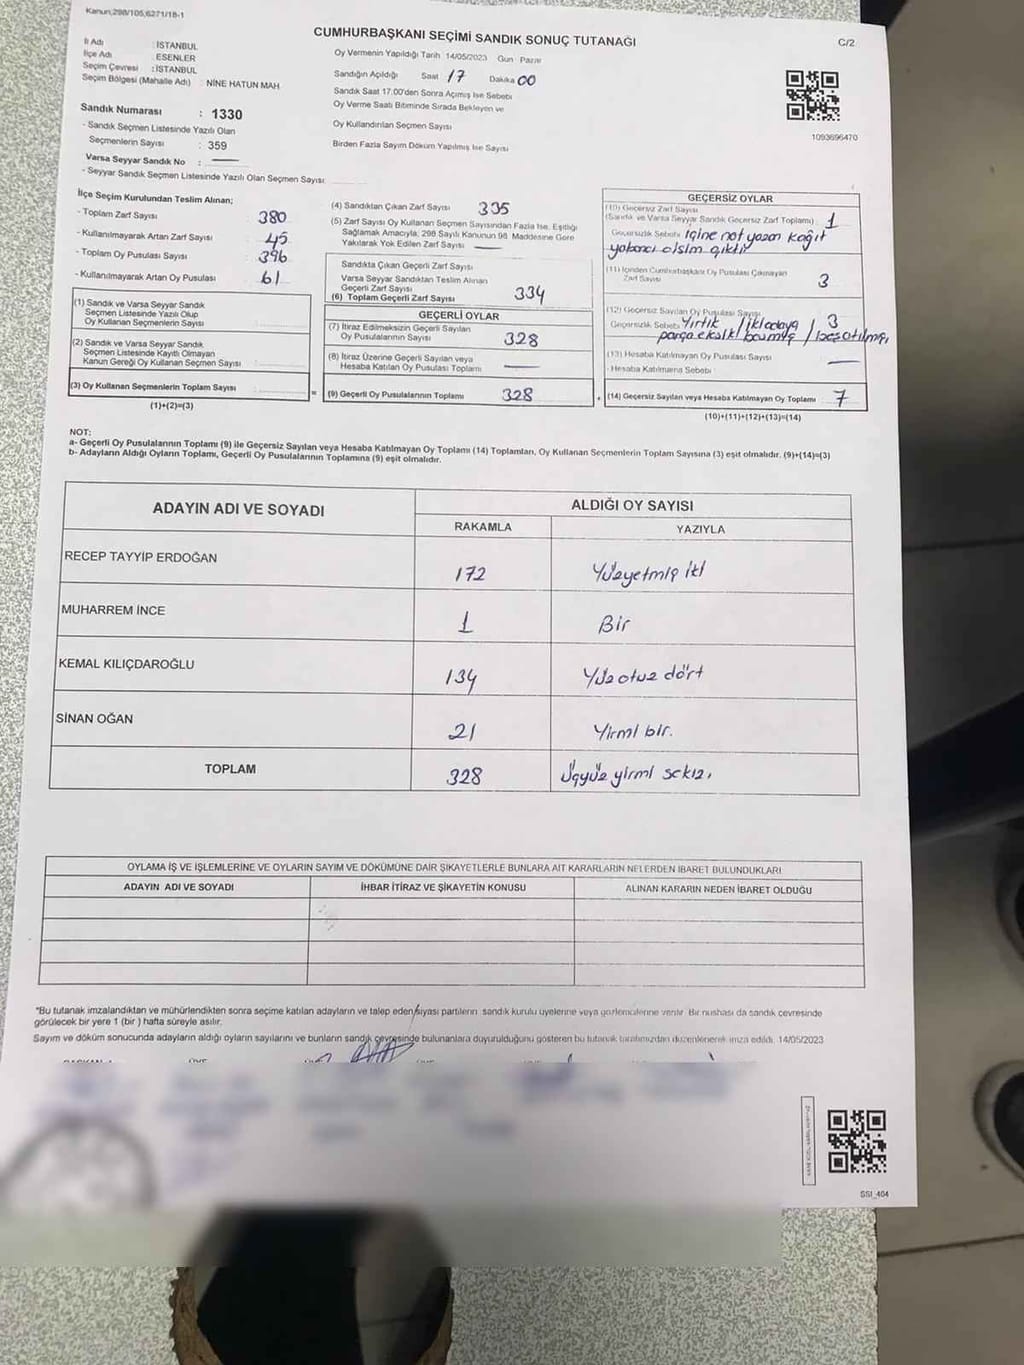 Kanun;298/105,6271/18-1
CUMHURBAŞKANI SEÇİMİ SANDIK SONUÇ TUTANAĞI
C/2
İl Adı : İSTANBUL
İlçe Adı : ESENLER
Seçim Çevresi : İSTANBUL
Seçim Bölgesi (Mahalle Adı) : NİNE HATUN MAH
Sandık Numarası : 1330
- Sandık Seçmen Listesinde Yazılı Olan
Seçmenlerin Sayısı : 359
Varsa Seyyar Sandık No :
- Seyyar Sandık Seçmen Listesinde Yazılı Olan Seçmen Sayısı:
Oy Vermenin Yapıldığı Tarih 14/05/2023 Gün Pazar
Sandığın Açıldığı Saat 17 Dakika 00
Sandık Saat 17:00'den Sonra Açmış İse Sebebi
Oy Verme Saati Bitiminde Sırada Bekleyen ve
Oy Kullandırılan Seçmen Sayısı
Birden Fazla Sayım Döküm Yapılmış İse Sayısı
1093696470
İlçe Seçim Kurulundan Teslim Alınan;
- Toplam Zarf Sayısı 380
- Kullanılmayarak Artan Zarf Sayısı 45
- Toplam Oy Pusulası Sayısı 396
- Kullanılmayarak Artan Oy Pusulası 61
(1) Sandık ve Varsa Seyyar Sandık
Seçmen Listesinde Yazılı Olup
Oy Kullanan Seçmenlerin Sayısı
(2) Sandık ve Varsa Seyyar Sandık
Seçmen Listesinde Kayıtlı Olmayan
Kanun Gereği Oy Kullanan Seçmen Sayısı
(3) Oy Kullanan Seçmenlerin Toplam Sayısı
(1)+(2)=(3)
(4) Sandıktan Çıkan Zarf Sayısı 335
(5) Zarf Sayısı Oy Kullanan Seçmen Sayısından Fazla İse, Eşitliği
Sağlamak Amacıyla; 298 Sayılı Kanunun 98. Maddesine Göre
Yakılarak Yok Edilen Zarf Sayısı
Sandıkta Çıkan Geçerli Zarf Sayısı
Varsa Seyyar Sandıktan Teslim Alınan
Geçerli Zarf Sayısı
(6) Toplam Geçerli Zarf Sayısı 334
GEÇERLİ OYLAR
(7) İtiraz Edilmeksizin Geçerli Sayılan
Oy Pusulalarının Sayısı 328
(8) İtiraz Üzerine Geçerli Sayılan veya
Hesaba Katılan Oy Pusulası Toplamı
= (9) Geçerli Oy Pusulalarının Toplamı 328
GEÇERSİZ OYLAR
(10) Geçersiz Zarf Sayısı
(Sandık ve Varsa Seyyar Sandık Geçersiz Zarf Toplamı) 1
Geçersizlik Sebebi içine not yazan kağıt
yabancı cisim çıktı
(11) İçinden Cumhurbaşkanı Oy Pusulası Çıkmayan
Zarf Sayısı 3
(12) Geçersiz Sayılan Oy Pusulası Sayısı 3
Geçersizlik Sebebi Yırtık / iki adaya /
parça eksik basmış boş atılmış
(13) Hesaba Katılmayan Oy Pusulası Sayısı
- Hesaba Katılmama Sebebi
+ (14) Geçersiz Sayılan veya Hesaba Katılmayan Oy Toplamı 7
(10)+(11)+(12)+(13)=(14)
NOT:
a- Geçerli Oy Pusulalarının Toplamı (9) ile Geçersiz Sayılan veya Hesaba Katılmayan Oy Toplamı (14) Toplamları, Oy Kullanan Seçmenlerin Toplam Sayısına (3) eşit olmalıdır. (9)+(14)=(3)
b- Adayların Aldığı Oyların Toplamı, Geçerli Oy Pusulalarının Toplamına (9) eşit olmalıdır.
ADAYIN ADI VE SOYADI
ALDIĞI OY SAYISI
RAKAMLA YAZIYLA
RECEP TAYYİP ERDOĞAN 172 Yüzyetmiş iki
MUHARREM İNCE 1 Bir
KEMAL KILIÇDAROĞLU 134 Yüz otuz dört
SİNAN OĞAN 21 Yirmi bir.
TOPLAM 328 Üçyüz yirmi sekiz.
OYLAMA İŞ VE İŞLEMLERİNE VE OYLARIN SAYIM VE DÖKÜMÜNE DAİR ŞİKAYETLERLE BUNLARA AİT KARARLARIN NELERDEN İBARET BULUNDUKLARI
ADAYIN ADI VE SOYADI İHBAR İTİRAZ VE ŞİKAYETİN KONUSU ALINAN KARARIN NEDEN İBARET OLDUĞU
*Bu tutanak imzalandıktan ve mühürlendikten sonra seçime katılan adayların ve talep eden siyasi partilerin sandık kurulu üyelerine veya gözlemcilerine verilir. Bir nushası da sandık çevresinde
görülecek bir yere 1 (bir) hafta süreyle asılır.
Sayım ve döküm sonucunda adayların aldığı oyların sayılarını ve bunların sandık çevresinde bulunanlara duyurulduğunu gösteren bu tutanak tarafımızdan düzenlenerek imza edildi. 14/05/2023
SSİ_404